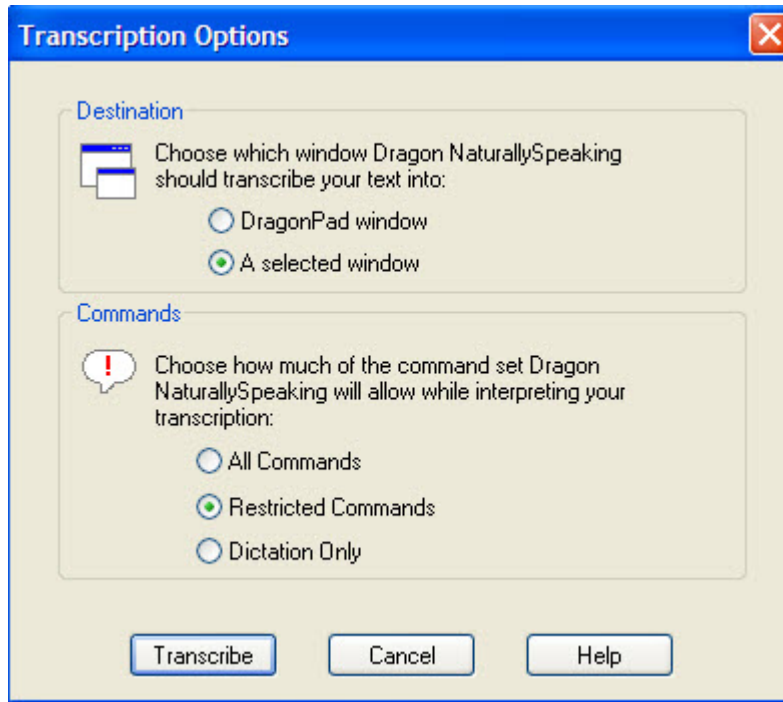 Transcription Options
Destination
Choose which window Dragon NaturallySpeaking
should transcribe your text into:
DragonPad window
A selected window
Commands
!
Choose how much of the command set Dragon
NaturallySpeaking will allow while interpreting your
transcription:
All Commands
Restricted Commands
Dictation Only
Transcribe Cancel Help